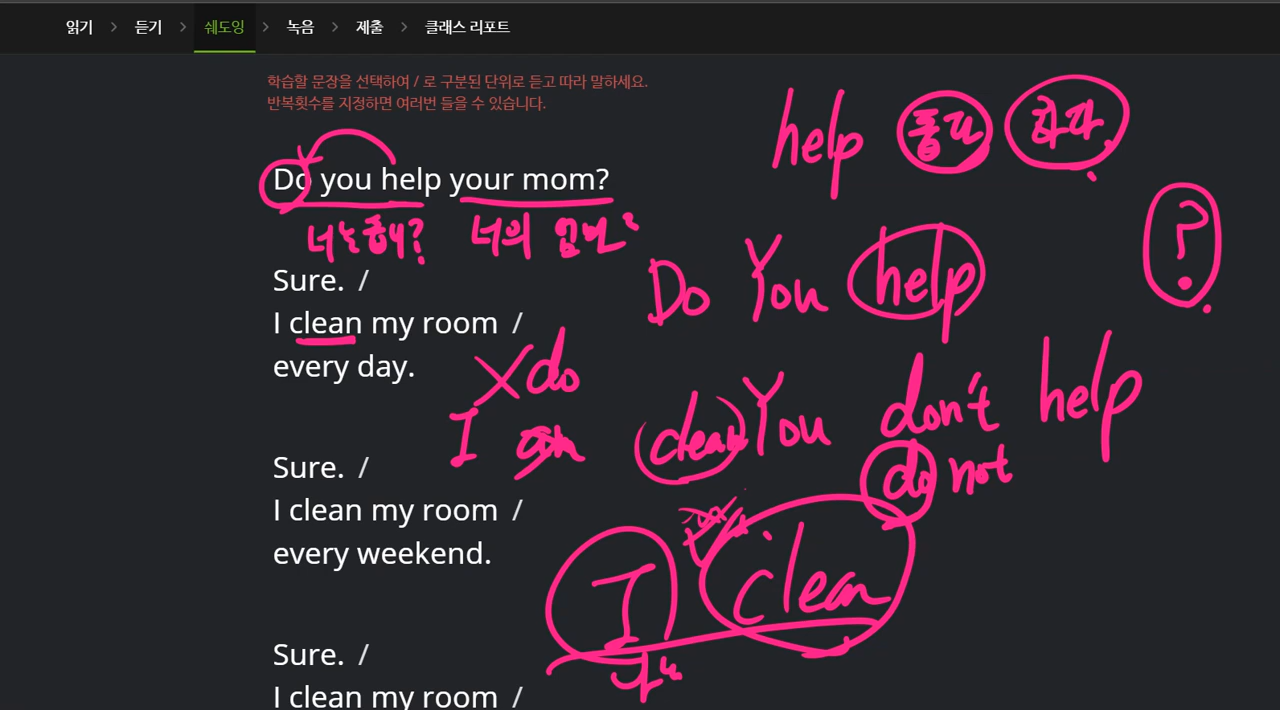 읽기 > 듣기 > 쉐도잉 > 녹음 > 제출 > 클래스 리포트
학습할 문장을 선택하여 / 로 구분된 단위로 듣고 따라 말하세요.
반복횟수를 지정하면 여러번 들을 수 있습니다.
help 돕다 하다.
Do you help your mom?
너는 돕니? 너의 엄마
?
Do You help
Sure. /
I clean my room /
every day.
do
I clean
You don't help
do not
Sure. /
I clean my room /
every weekend.
I clean
나는
Sure. /
I clean my room /